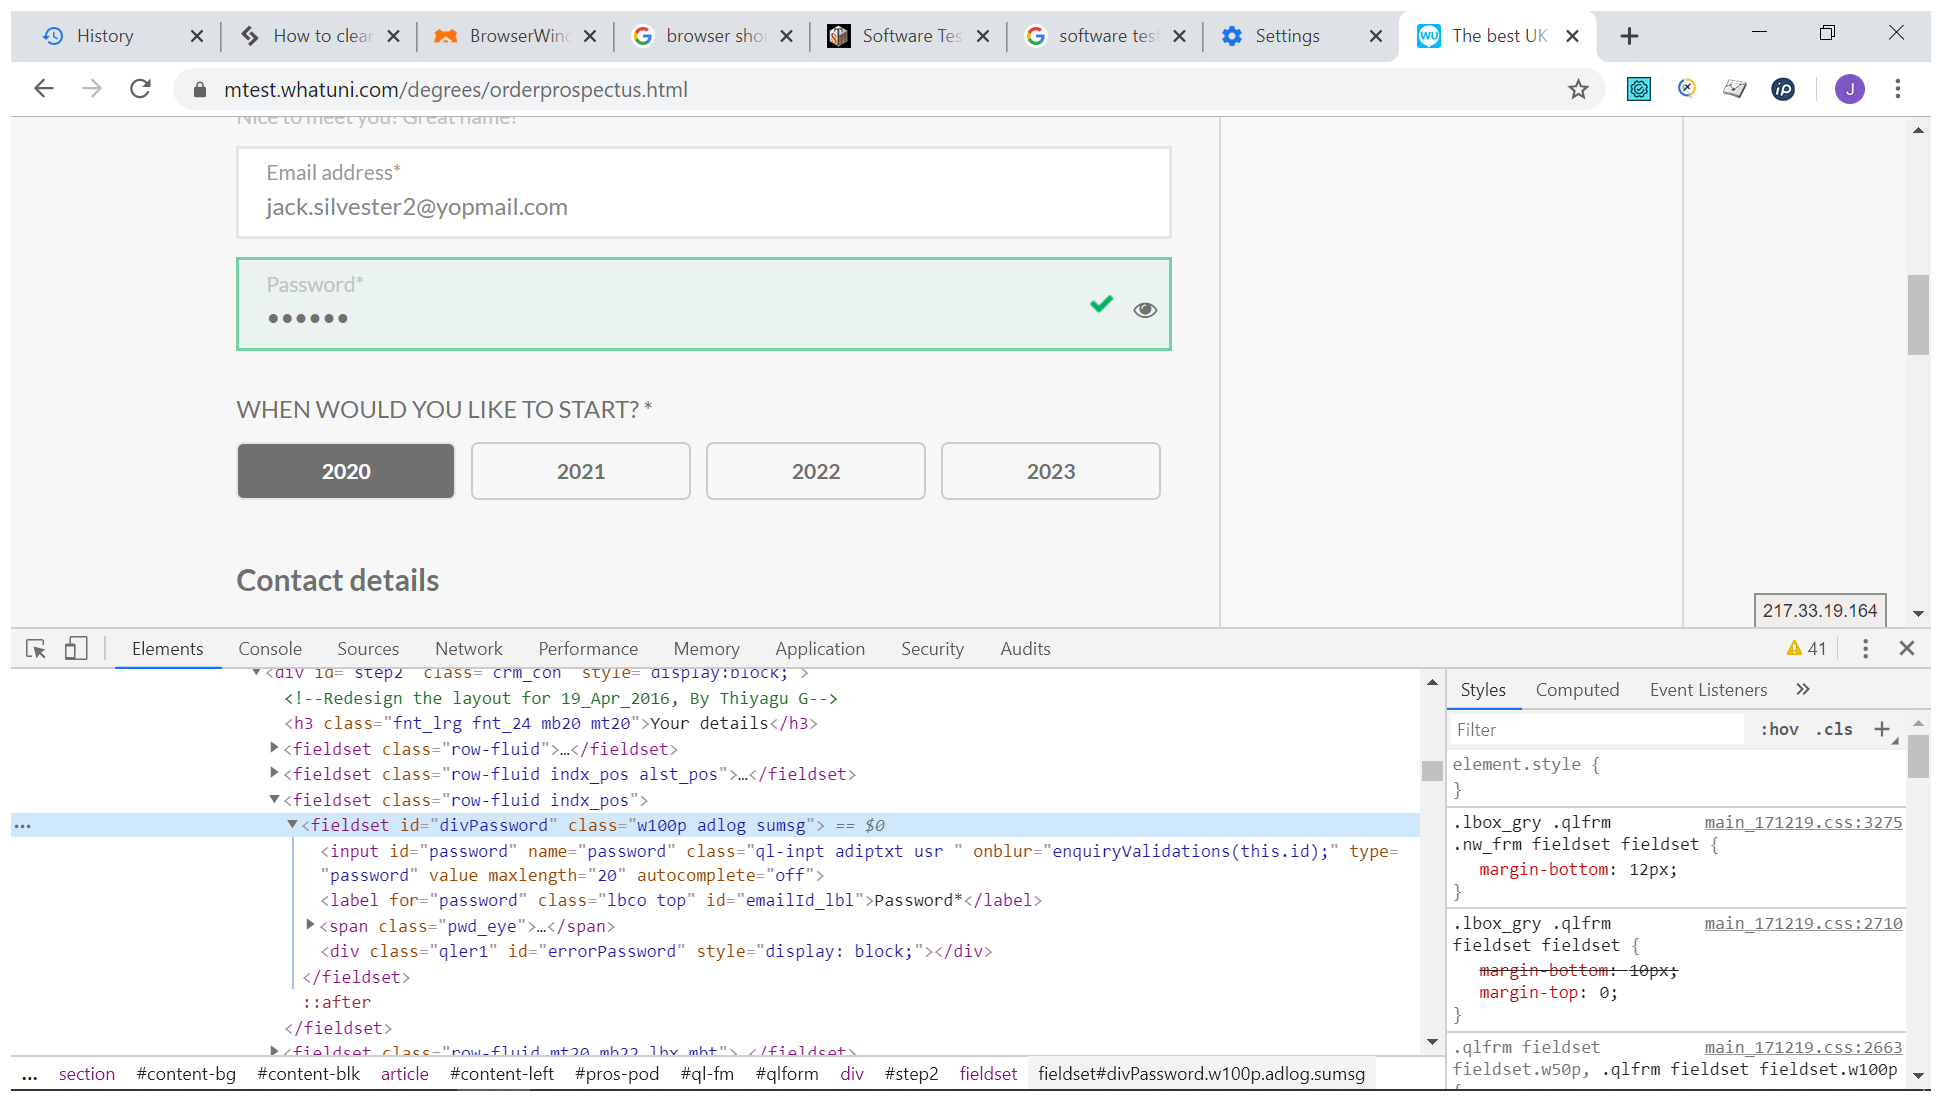 History
How to clea
BrowserWind
browser sho
Software Tes
software test
Settings
The best UK
mtest.whatuni.com/degrees/orderprospectus.html
J
Nice to meet you! Great name!
Email address*
jack.silvester2@yopmail.com
Password*
••••••
WHEN WOULD YOU LIKE TO START? *
2020
2021
2022
2023
Contact details
217.33.19.164
Elements
Console
Sources
Network
Performance
Memory
Application
Security
Audits
41
<div id="step2" class="crm_con" style="display:block;">
<!--Redesign the layout for 19_Apr_2016, By Thiyagu G-->
<h3 class="fnt_lrg fnt_24 mb20 mt20">Your details</h3>
<fieldset class="row-fluid">…</fieldset>
<fieldset class="row-fluid indx_pos alst_pos">…</fieldset>
<fieldset class="row-fluid indx_pos">
... <fieldset id="divPassword" class="w100p adlog sumsg"> == $0
<input id="password" name="password" class="ql-inpt adiptxt usr " onblur="enquiryValidations(this.id);" type=
"password" value maxlength="20" autocomplete="off">
<label for="password" class="lbco top" id="emailId_lbl">Password*</label>
<span class="pwd_eye">…</span>
<div class="qler1" id="errorPassword" style="display: block;"></div>
</fieldset>
::after
</fieldset>
<fieldset class="row-fluid mt20 mb22 lbx_mbt">…</fieldset>
... section #content-bg #content-blk article #content-left #pros-pod #ql-fm #qlform div #step2 fieldset fieldset#divPassword.w100p.adlog.sumsg
Styles
Computed
Event Listeners
Filter
:hov .cls +
element.style {
}
.lbox_gry .qlfrm main_171219.css:3275
.nw_frm fieldset fieldset {
margin-bottom: 12px;
}
.lbox_gry .qlfrm main_171219.css:2710
fieldset fieldset {
margin-bottom: 10px;
margin-top: 0;
}
.qlfrm fieldset main_171219.css:2663
fieldset.w50p, .qlfrm fieldset fieldset.w100p
{